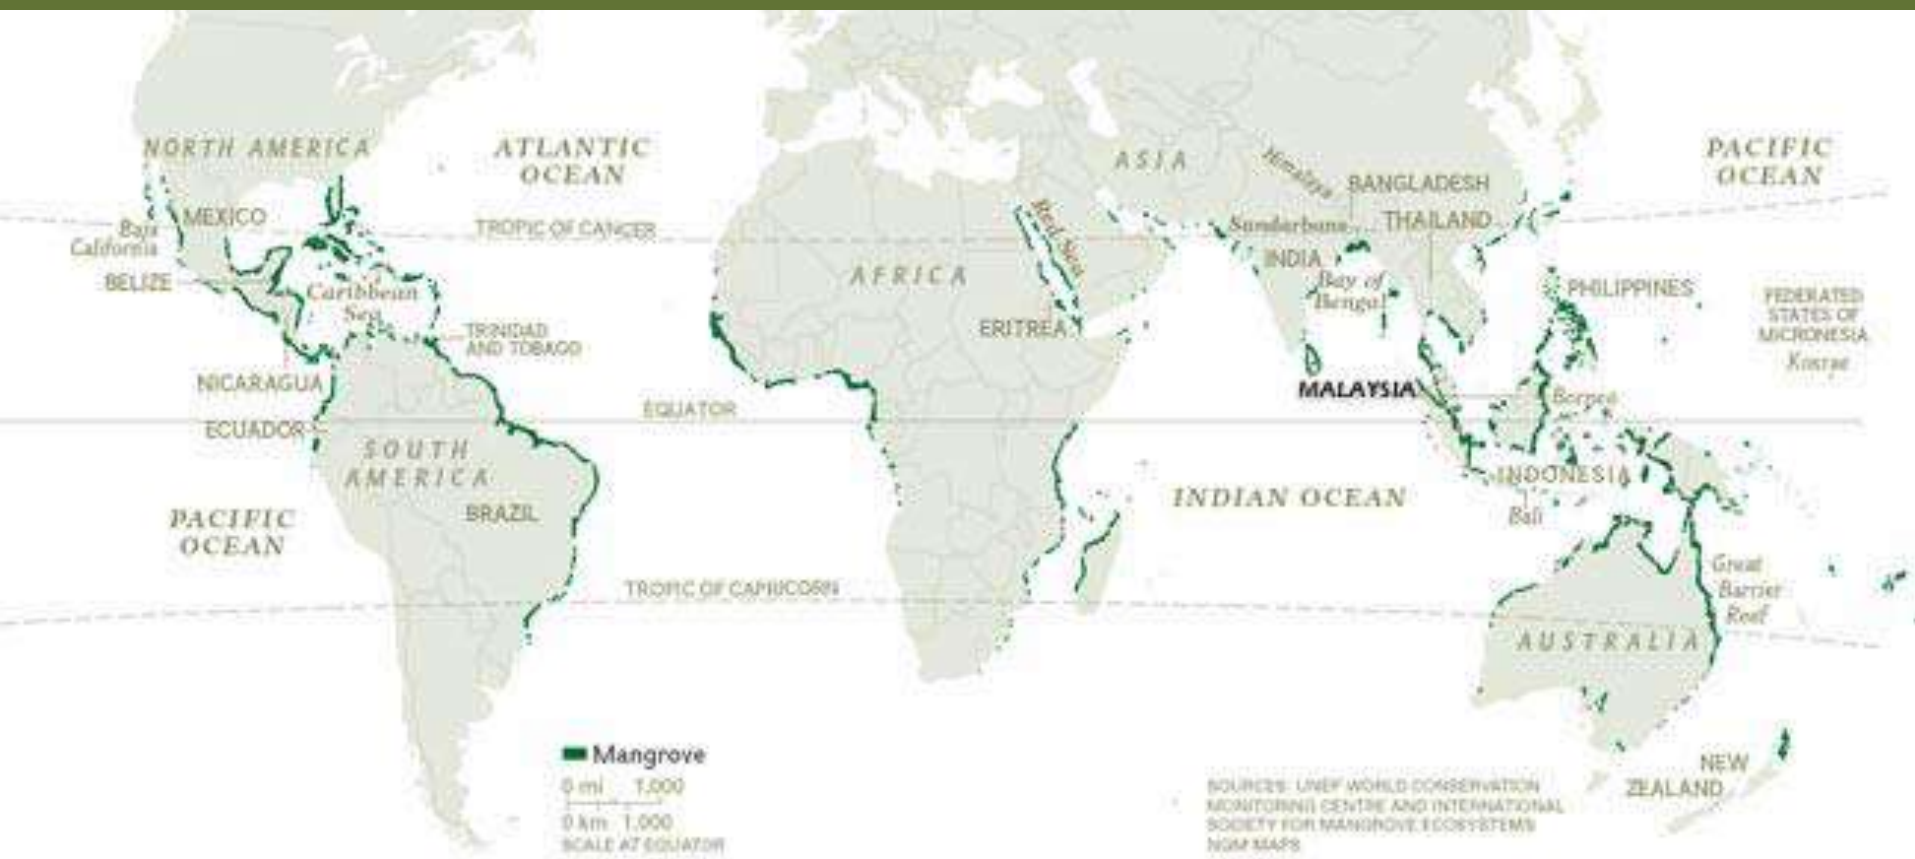 NORTH AMERICA
ATLANTIC
OCEAN
ASIA
Himalaya
PACIFIC
OCEAN
BANGLADESH
MEXICO
Baja
California
TROPIC OF CANCER
Red Sea
Sundarbans
THAILAND
BELIZE
Caribbean
Sea
AFRICA
INDIA
Bay of
Bengal
PHILIPPINES
FEDERATED
STATES OF
MICRONESIA
Kosrae
TRINIDAD
AND TOBAGO
ERITREA
NICARAGUA
MALAYSIA
Borneo
EQUATOR
ECUADOR
SOUTH
AMERICA
BRAZIL
INDONESIA
Bali
INDIAN OCEAN
PACIFIC
OCEAN
TROPIC OF CAPRICORN
Great
Barrier
Reef
AUSTRALIA
NEW
ZEALAND
Mangrove
0 mi 1,000
0 km 1,000
SCALE AT EQUATOR
SOURCES: UNEP WORLD CONSERVATION
MONITORING CENTRE AND INTERNATIONAL
SOCIETY FOR MANGROVE ECOSYSTEMS
NGM MAPS